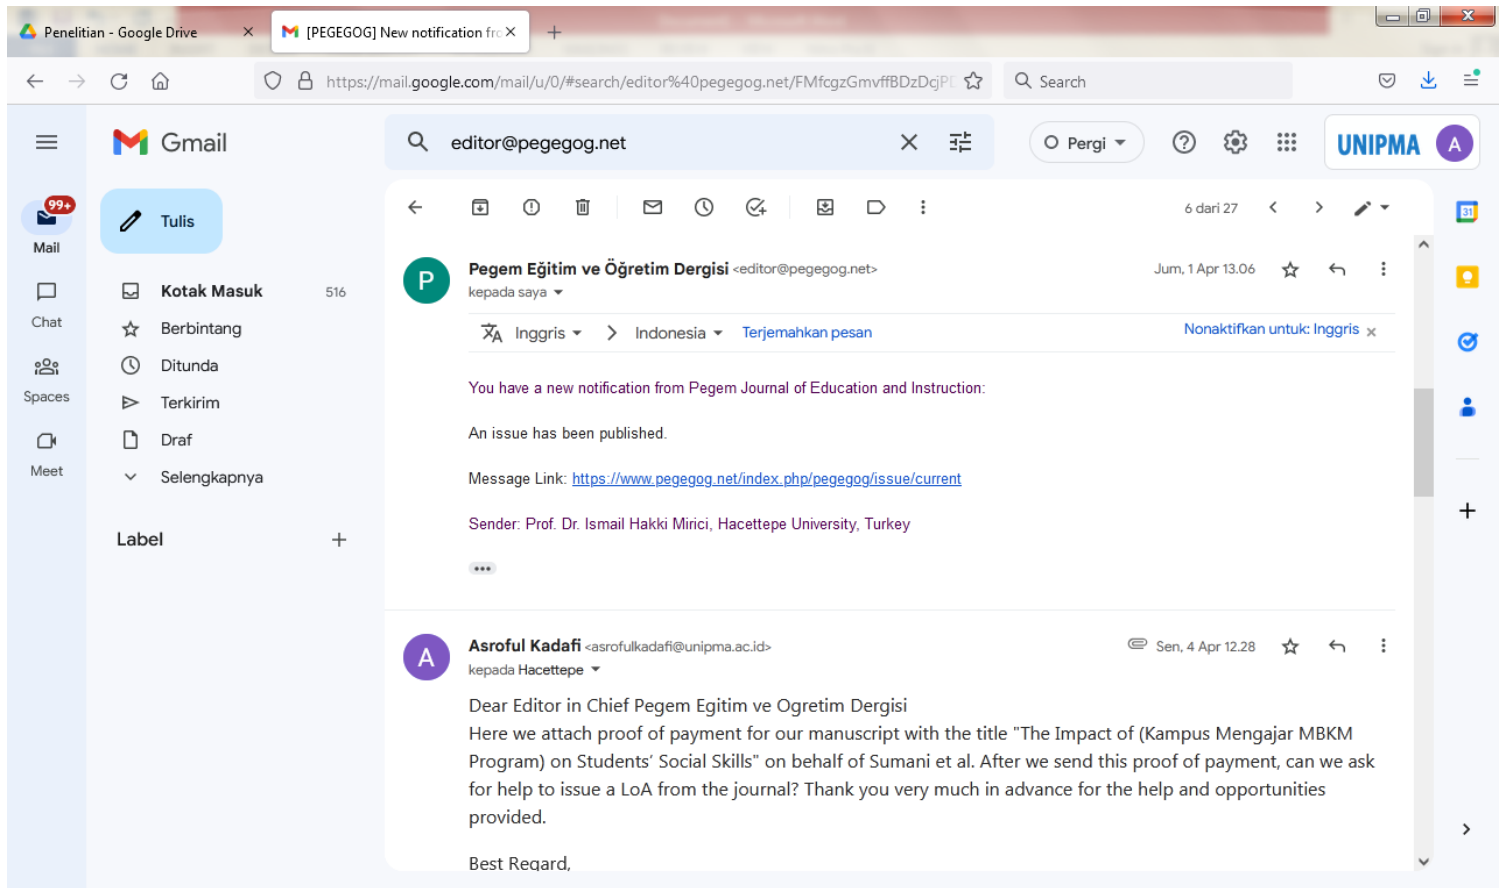 Penelitian - Google Drive
[PEGEGOG] New notification fro
https://mail.google.com/mail/u/0/#search/editor%40pegegog.net/FMfcgzGmvffBDzDcjP
Search
Gmail
editor@pegegog.net
Pergi
UNIPMA
A
99+
Mail
Chat
Spaces
Meet
Tulis
Kotak Masuk 516
Berbintang
Ditunda
Terkirim
Draf
Selengkapnya
Label
6 dari 27
31
P
Pegem Eğitim ve Öğretim Dergisi <editor@pegegog.net>
Jum, 1 Apr 13.06
kepada saya
Inggris
Indonesia
Terjemahkan pesan
Nonaktifkan untuk: Inggris
You have a new notification from Pegem Journal of Education and Instruction:
An issue has been published.
Message Link: https://www.pegegog.net/index.php/pegegog/issue/current
Sender: Prof. Dr. Ismail Hakki Mirici, Hacettepe University, Turkey
A
Asroful Kadafi <asrofulkadafi@unipma.ac.id>
Sen, 4 Apr 12.28
kepada Hacettepe
Dear Editor in Chief Pegem Egitim ve Ogretim Dergisi
Here we attach proof of payment for our manuscript with the title "The Impact of (Kampus Mengajar MBKM
Program) on Students’ Social Skills" on behalf of Sumani et al. After we send this proof of payment, can we ask
for help to issue a LoA from the journal? Thank you very much in advance for the help and opportunities
provided.
Best Regard,